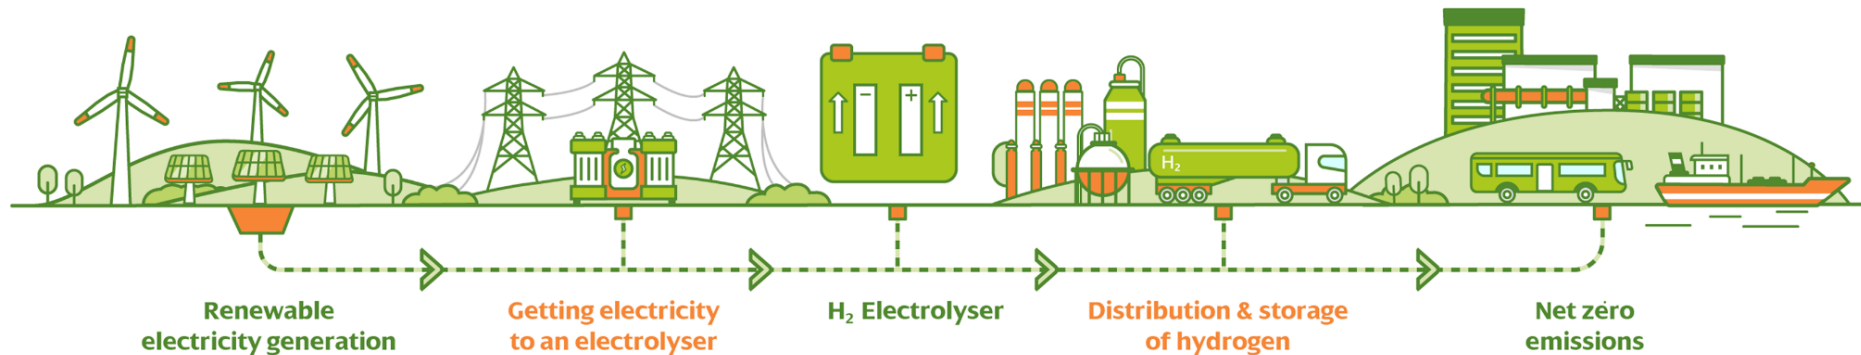 − +
H₂
Renewable
electricity generation
Getting electricity
to an electrolyser
H₂ Electrolyser
Distribution & storage
of hydrogen
Net zero
emissions